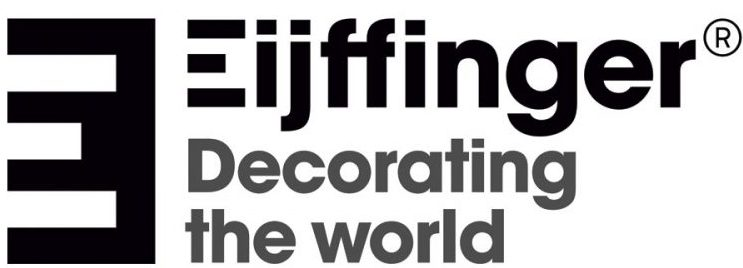 Eijffinger®
Decorating
the world